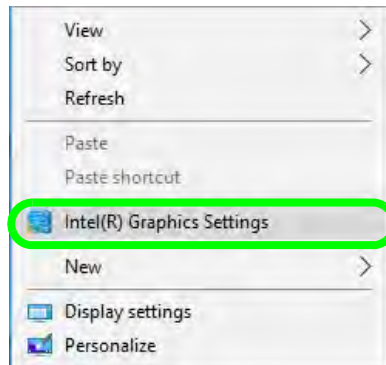 View
Sort by
Refresh
Paste
Paste shortcut
Intel(R) Graphics Settings
New
Display settings
Personalize